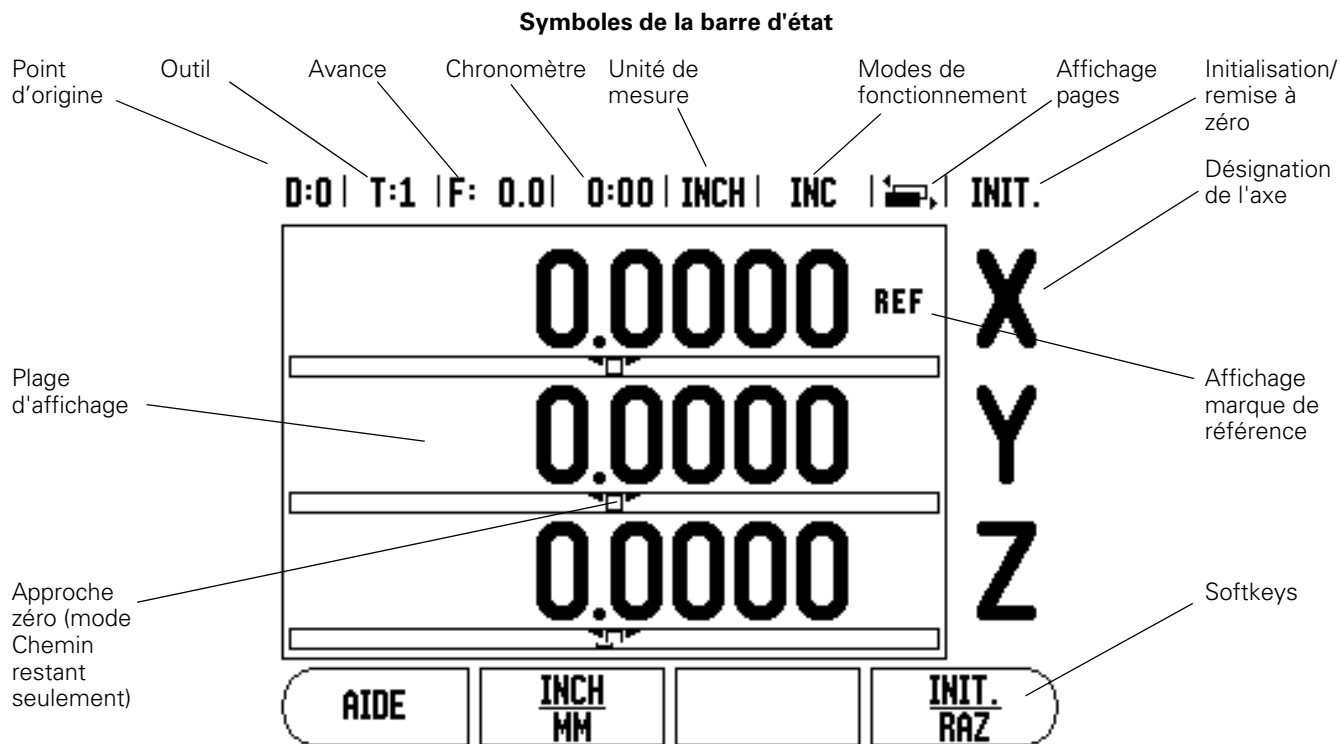 Symboles de la barre d'état
Point
d'origine
Outil
Avance
Chronomètre
Unité de
mesure
Modes de
fonctionnement
Affichage
pages
Initialisation/
remise à
zéro
D:0 | T:1 | F: 0.0 | 0:00 | INCH | INC | | INIT.
Désignation
de l'axe
0.0000 REF X
Plage
d'affichage
0.0000 Y
Affichage
marque de
référence
0.0000 Z
Approche
zéro (mode
Chemin
restant
seulement)
Softkeys
AIDE
INCH
MM
INIT.
RAZ